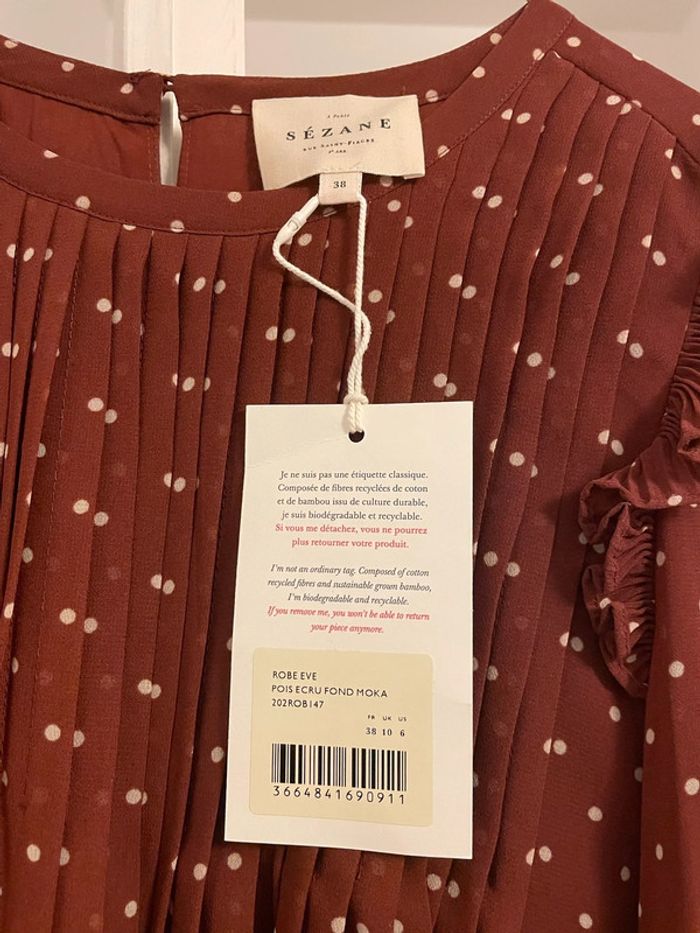 À Paris
SÉZANE
RUE SAINT-FIACRE
38
Je ne suis pas une étiquette classique.
Composée de fibres recyclées de coton
et de bambou issu de culture durable,
je suis biodégradable et recyclable.
Si vous me détachez, vous ne pourrez
plus retourner votre produit.
I'm not an ordinary tag. Composed of cotton
recycled fibres and sustainable grown bamboo,
I'm biodegradable and recyclable.
If you remove me, you won't be able to return
your piece anymore.
ROBE EVE
POIS ECRU FOND MOKA
202ROB147
FR UK US
38 10 6
3664841690911